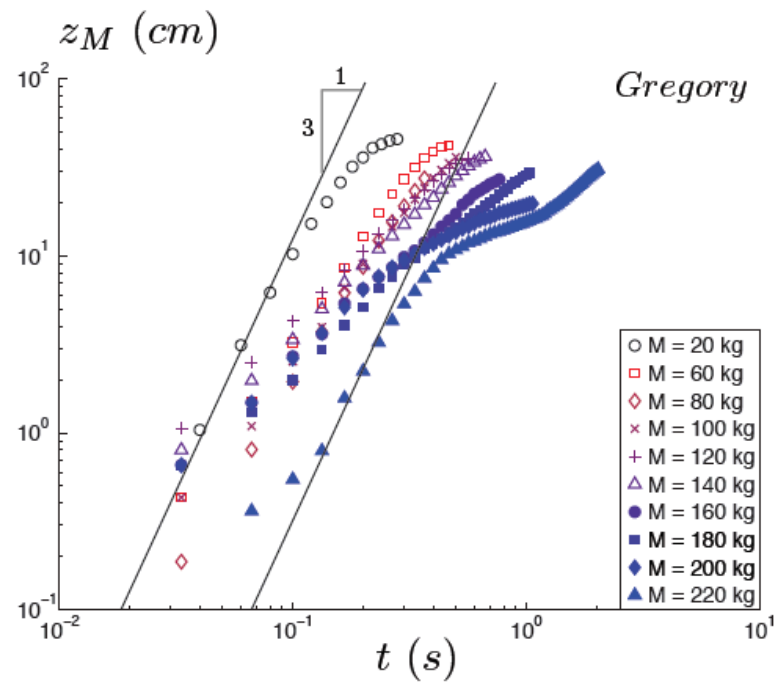 z_M (cm)
Gregory
10^2
1
3
10^1
10^0
10^-1
10^-2
10^-1
10^0
10^1
t (s)
M = 20 kg
M = 60 kg
M = 80 kg
M = 100 kg
M = 120 kg
M = 140 kg
M = 160 kg
M = 180 kg
M = 200 kg
M = 220 kg